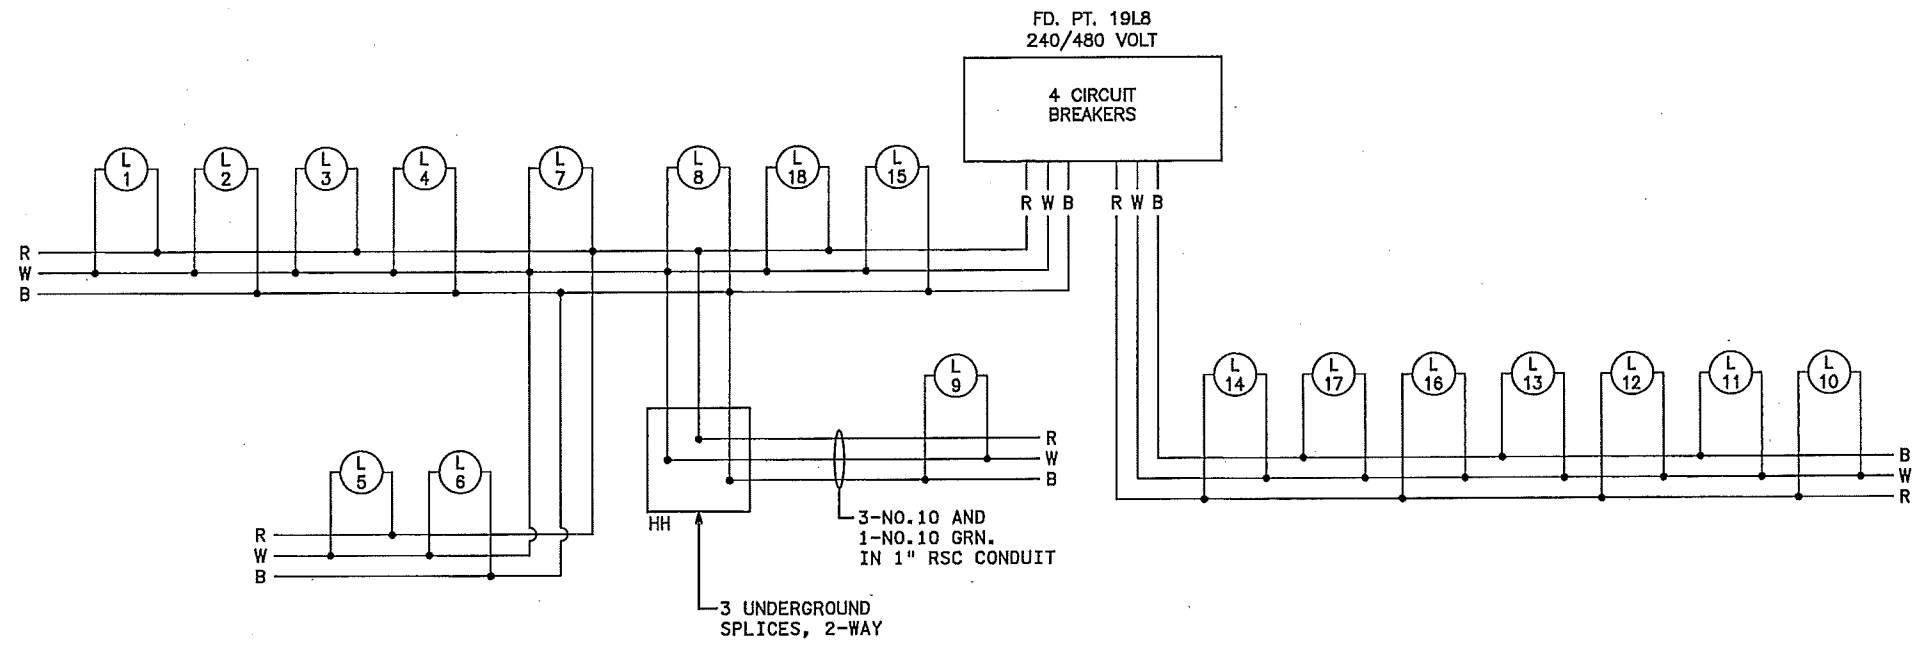 FD. PT. 19L8
240/480 VOLT
4 CIRCUIT
BREAKERS
L
1
L
2
L
3
L
4
L
7
L
8
L
18
L
15
R W B R W B
R
W
B
L
9
L
14
L
17
L
16
L
13
L
12
L
11
L
10
R
W
B
B
W
R
L
5
L
6
R
W
B
HH
3-NO.10 AND
1-NO.10 GRN.
IN 1" RSC CONDUIT
3 UNDERGROUND
SPLICES, 2-WAY